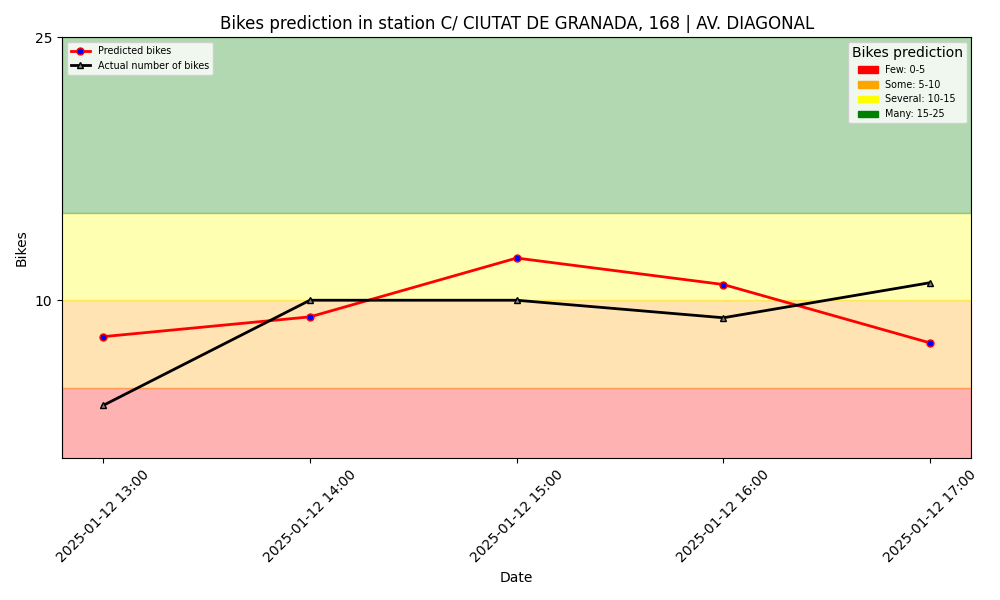 Bikes prediction in station C/ CIUTAT DE GRANADA, 168 | AV. DIAGONAL
25
10
Bikes
Predicted bikes
Actual number of bikes
Bikes prediction
Few: 0-5
Some: 5-10
Several: 10-15
Many: 15-25
2025-01-12 13:00
2025-01-12 14:00
2025-01-12 15:00
2025-01-12 16:00
2025-01-12 17:00
Date